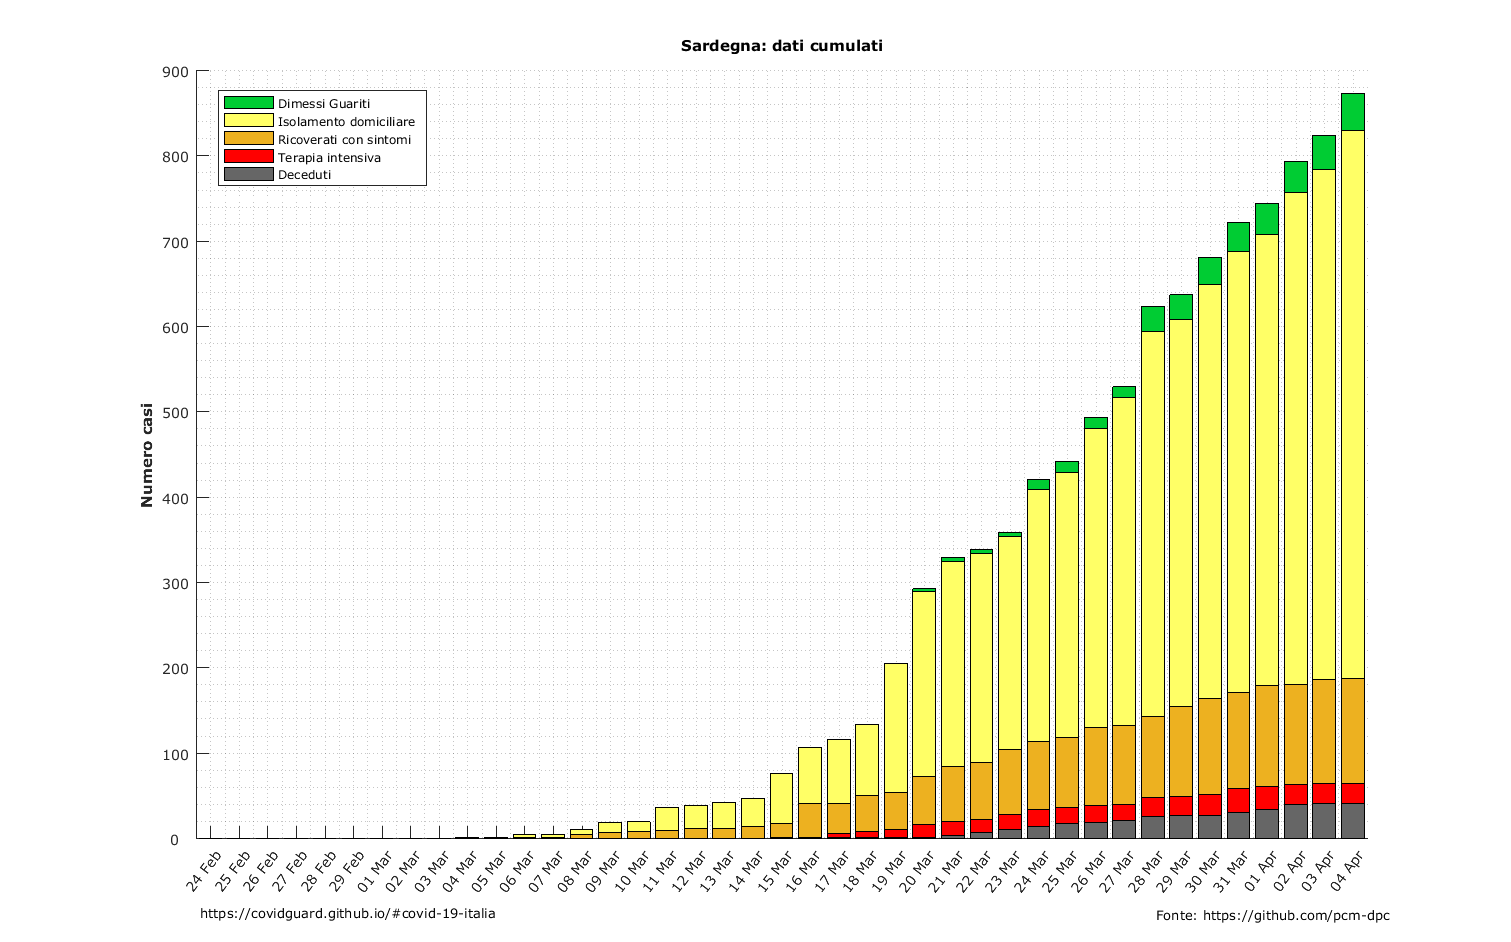 Sardegna: dati cumulati
900
800
700
600
500
400
300
200
100
0
Numero casi
Dimessi Guariti
Isolamento domiciliare
Ricoverati con sintomi
Terapia intensiva
Deceduti
24 Feb
25 Feb
26 Feb
27 Feb
28 Feb
29 Feb
01 Mar
02 Mar
03 Mar
04 Mar
05 Mar
06 Mar
07 Mar
08 Mar
09 Mar
10 Mar
11 Mar
12 Mar
13 Mar
14 Mar
15 Mar
16 Mar
17 Mar
18 Mar
19 Mar
20 Mar
21 Mar
22 Mar
23 Mar
24 Mar
25 Mar
26 Mar
27 Mar
28 Mar
29 Mar
30 Mar
31 Mar
01 Apr
02 Apr
03 Apr
04 Apr
https://covidguard.github.io/#covid-19-italia
Fonte: https://github.com/pcm-dpc